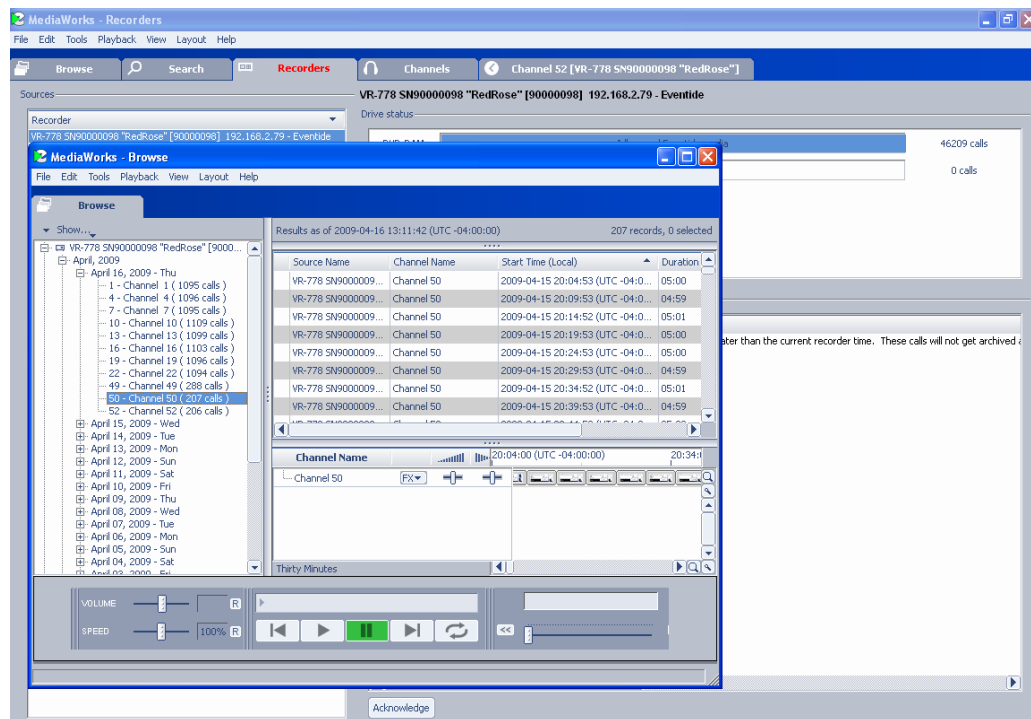 MediaWorks - Recorders
File Edit Tools Playback View Layout Help
Browse Search Recorders Channels Channel 52 [VR-778 SN90000098 "RedRose"]
Sources
VR-778 SN90000098 "RedRose" [90000098] 192.168.2.79 - Eventide
Recorder
Drive status
VR-778 SN90000098 "RedRose" [90000098] 192.168.2.79 - Eventide
46209 calls
0 calls
MediaWorks - Browse
File Edit Tools Playback View Layout Help
Browse
Show...
Results as of 2009-04-16 13:11:42 (UTC -04:00:00) 207 records, 0 selected
VR-778 SN90000098 "RedRose" [9000...
April, 2009
April 16, 2009 - Thu
1 - Channel 1 ( 1095 calls )
4 - Channel 4 ( 1096 calls )
7 - Channel 7 ( 1095 calls )
10 - Channel 10 ( 1109 calls )
13 - Channel 13 ( 1099 calls )
16 - Channel 16 ( 1103 calls )
19 - Channel 19 ( 1096 calls )
22 - Channel 22 ( 1094 calls )
49 - Channel 49 ( 288 calls )
50 - Channel 50 ( 207 calls )
52 - Channel 52 ( 206 calls )
April 15, 2009 - Wed
April 14, 2009 - Tue
April 13, 2009 - Mon
April 12, 2009 - Sun
April 11, 2009 - Sat
April 10, 2009 - Fri
April 09, 2009 - Thu
April 08, 2009 - Wed
April 07, 2009 - Tue
April 06, 2009 - Mon
April 05, 2009 - Sun
April 04, 2009 - Sat
Source Name Channel Name Start Time (Local) Duration
VR-778 SN9000009... Channel 50 2009-04-15 20:04:53 (UTC -04:0... 05:00
VR-778 SN9000009... Channel 50 2009-04-15 20:09:53 (UTC -04:0... 04:59
VR-778 SN9000009... Channel 50 2009-04-15 20:14:52 (UTC -04:0... 05:01
VR-778 SN9000009... Channel 50 2009-04-15 20:19:53 (UTC -04:0... 05:00
VR-778 SN9000009... Channel 50 2009-04-15 20:24:53 (UTC -04:0... 05:00
VR-778 SN9000009... Channel 50 2009-04-15 20:29:53 (UTC -04:0... 04:59
VR-778 SN9000009... Channel 50 2009-04-15 20:34:52 (UTC -04:0... 05:01
VR-778 SN9000009... Channel 50 2009-04-15 20:39:53 (UTC -04:0... 04:59
than the current recorder time. These calls will not get archived
Channel Name 20:04:00 (UTC -04:00:00) 20:34:
Channel 50 FX
Thirty Minutes
VOLUME R
SPEED 100% R
<<
Acknowledge